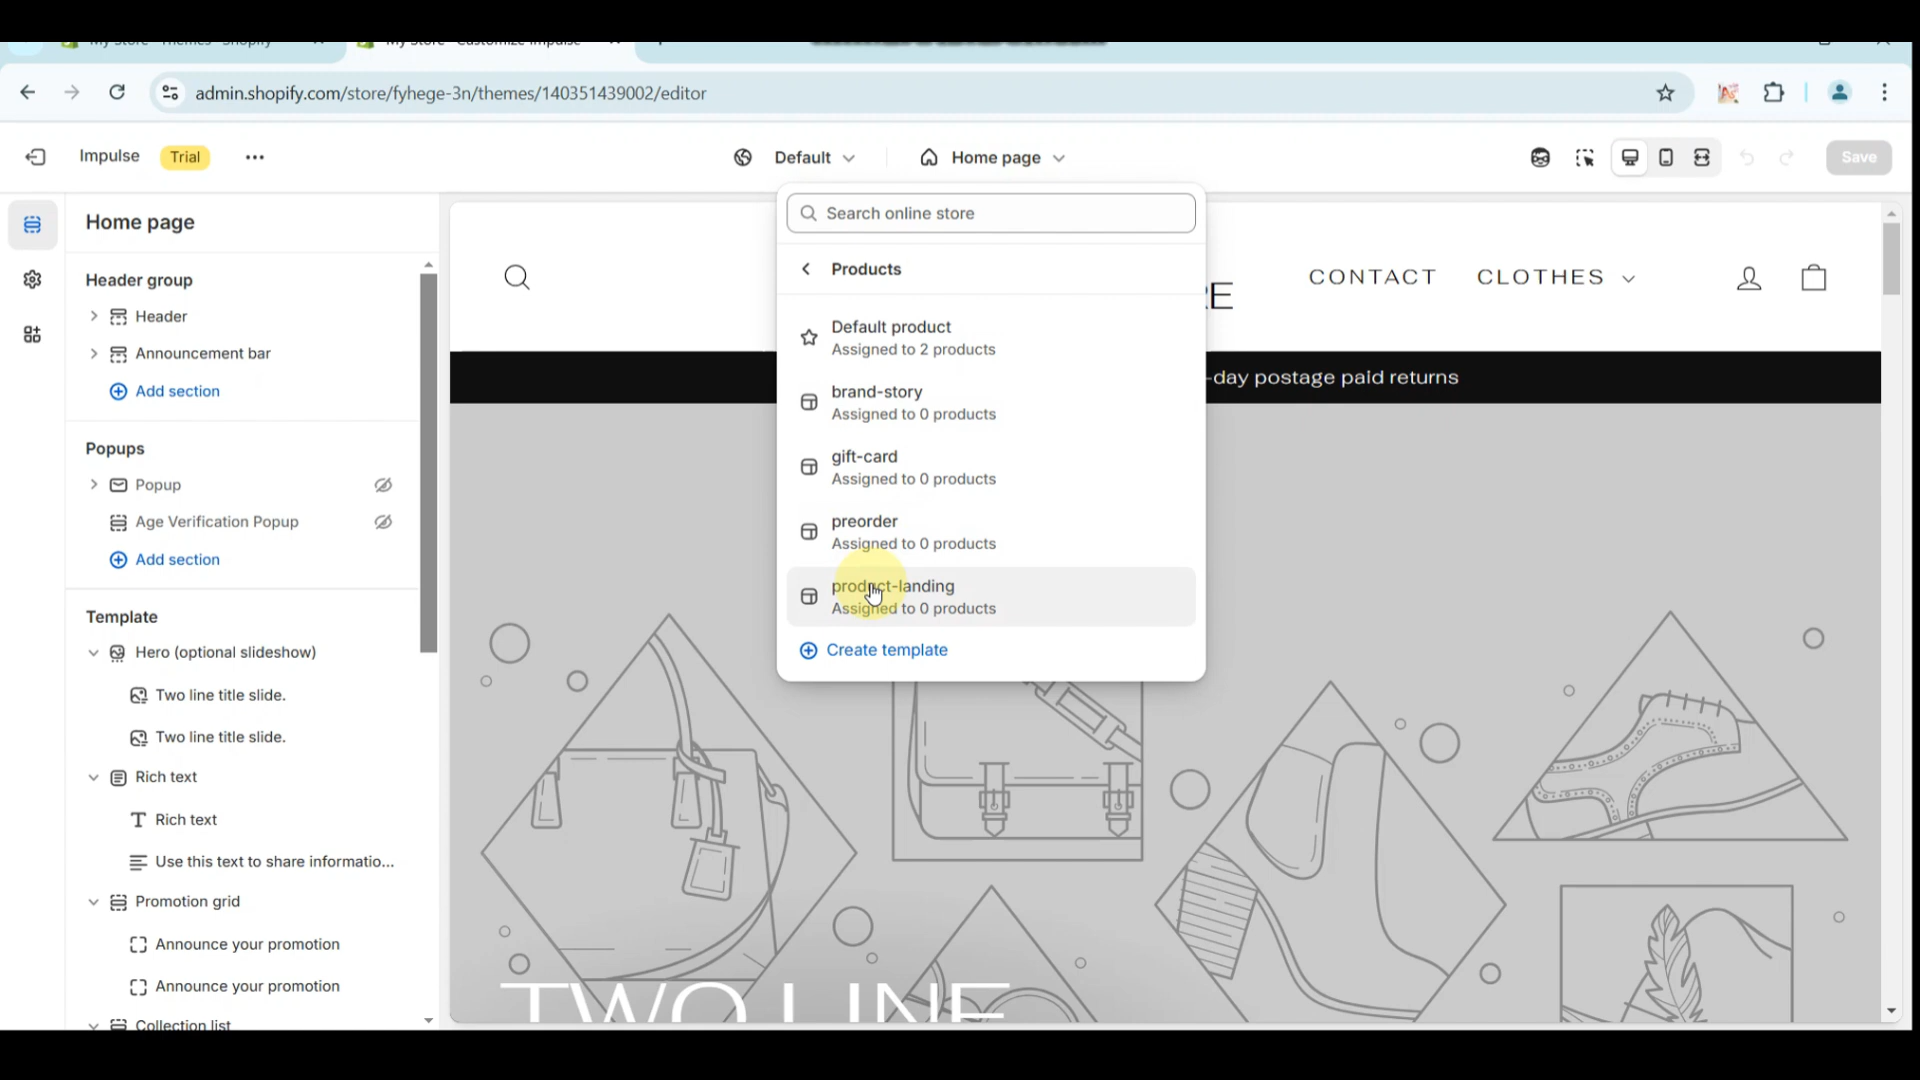 admin.shopify.com/store/fyhege-3n/themes/140351439002/editor
Impulse
Trial
Default
Home page
Save
Home page
Search online store
Header group
Products
CONTACT
CLOTHES
RE
Header
Default product
Assigned to 2 products
Announcement bar
-day postage paid returns
Add section
brand-story
Assigned to 0 products
Popups
gift-card
Assigned to 0 products
Popup
Age Verification Popup
preorder
Assigned to 0 products
Add section
product-landing
Assigned to 0 products
Template
Create template
Hero (optional slideshow)
Two line title slide.
Two line title slide.
Rich text
Rich text
Use this text to share informatio...
Promotion grid
Announce your promotion
Announce your promotion
TWO LINE
Collection list